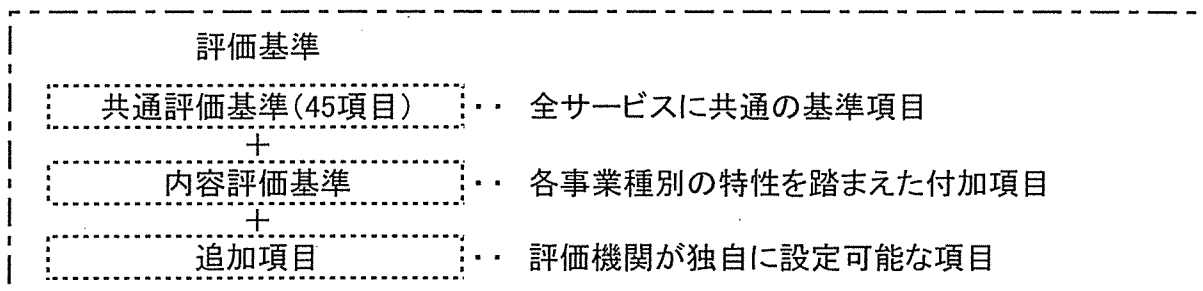 評価基準
共通評価基準(45項目) ‥ 全サービスに共通の基準項目
+
内容評価基準 ‥ 各事業種別の特性を踏まえた付加項目
+
追加項目 ‥ 評価機関が独自に設定可能な項目